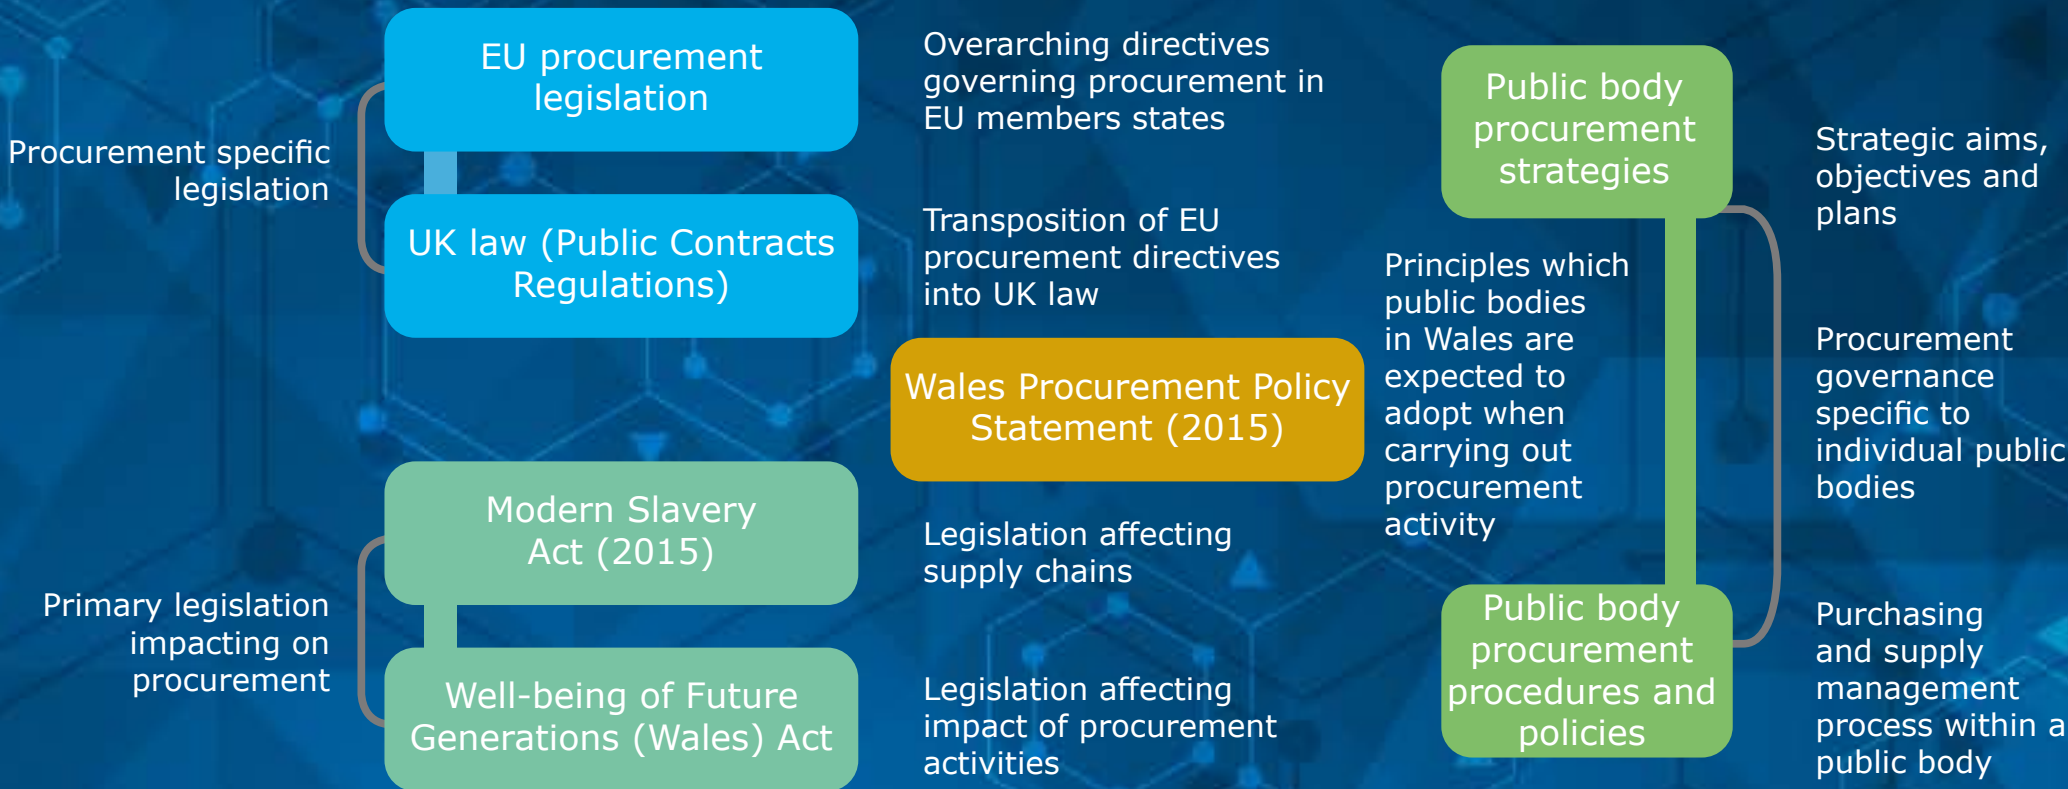 Procurement specific
legislation
EU procurement
legislation
Overarching directives
governing procurement in
EU members states
UK law (Public Contracts
Regulations)
Transposition of EU
procurement directives
into UK law
Wales Procurement Policy
Statement (2015)
Principles which
public bodies
in Wales are
expected to
adopt when
carrying out
procurement
activity
Primary legislation
impacting on
procurement
Modern Slavery
Act (2015)
Legislation affecting
supply chains
Well-being of Future
Generations (Wales) Act
Legislation affecting
impact of procurement
activities
Public body
procurement
strategies
Strategic aims,
objectives and
plans
Procurement
governance
specific to
individual public
bodies
Public body
procurement
procedures and
policies
Purchasing
and supply
management
process within a
public body